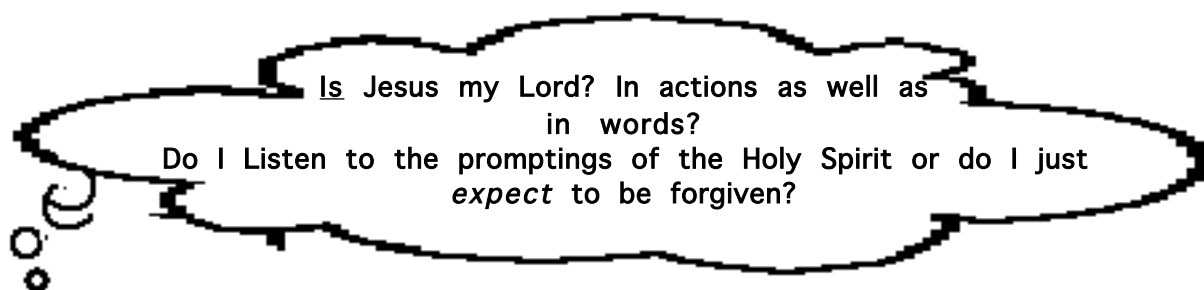 Is Jesus my Lord? In actions as well as
in words?
Do I Listen to the promptings of the Holy Spirit or do I just
expect to be forgiven?